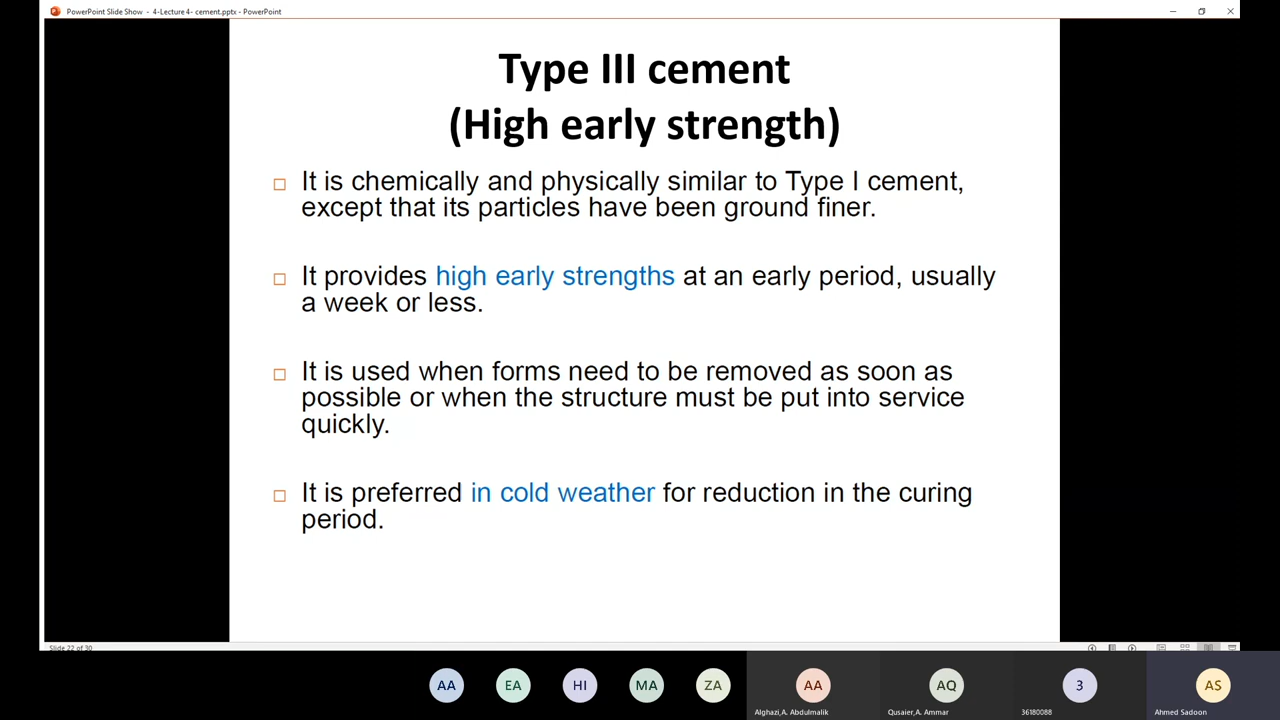 PowerPoint Slide Show - 4-Lecture 4- cement.pptx - PowerPoint
Type III cement
(High early strength)
It is chemically and physically similar to Type I cement,
except that its particles have been ground finer.
It provides high early strengths at an early period, usually
a week or less.
It is used when forms need to be removed as soon as
possible or when the structure must be put into service
quickly.
It is preferred in cold weather for reduction in the curing
period.
Slide 22 of 30
AA
EA
HI
MA
ZA
AA
AQ
3
AS
Alghazi,A. Abdulmalik
Qusaier,A. Ammar
36180088
Ahmed Sadoon